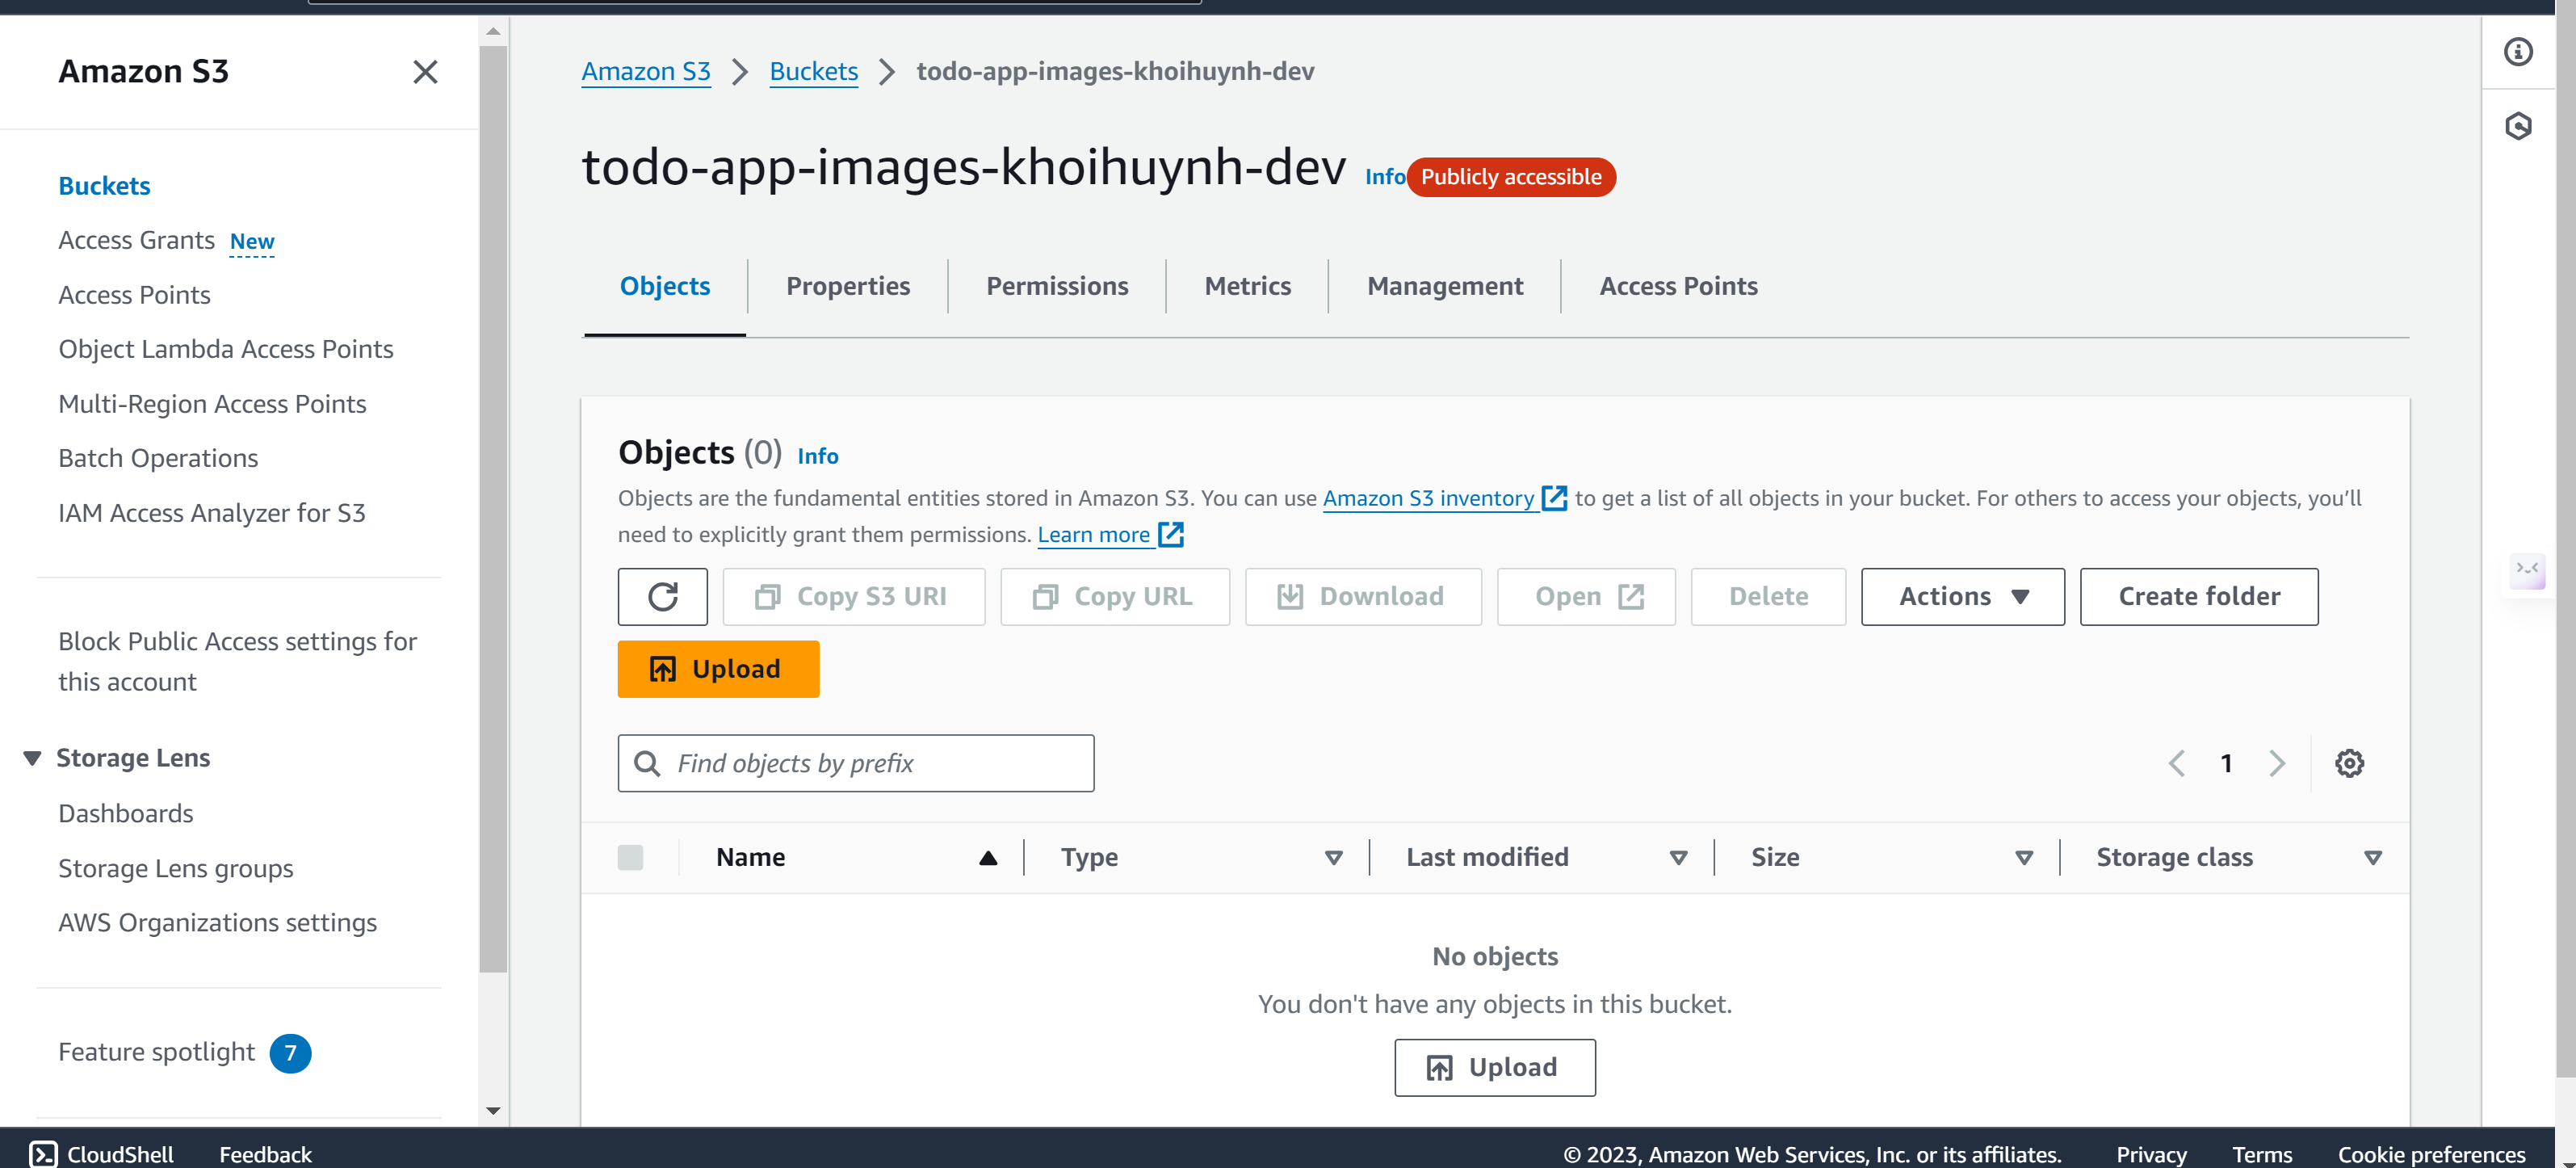 Amazon S3
Buckets
Access Grants New
Access Points
Object Lambda Access Points
Multi-Region Access Points
Batch Operations
IAM Access Analyzer for S3
Block Public Access settings for
this account
Storage Lens
Dashboards
Storage Lens groups
AWS Organizations settings
Feature spotlight 7
Amazon S3 Buckets todo-app-images-khoihuynh-dev
todo-app-images-khoihuynh-dev Info Publicly accessible
Objects Properties Permissions Metrics Management Access Points
Objects (0) Info
Objects are the fundamental entities stored in Amazon S3. You can use Amazon S3 inventory to get a list of all objects in your bucket. For others to access your objects, you’ll
need to explicitly grant them permissions. Learn more
Copy S3 URI Copy URL Download Open Delete Actions Create folder
Upload
Find objects by prefix 1
Name Type Last modified Size Storage class
No objects
You don't have any objects in this bucket.
Upload
CloudShell Feedback © 2023, Amazon Web Services, Inc. or its affiliates. Privacy Terms Cookie preferences